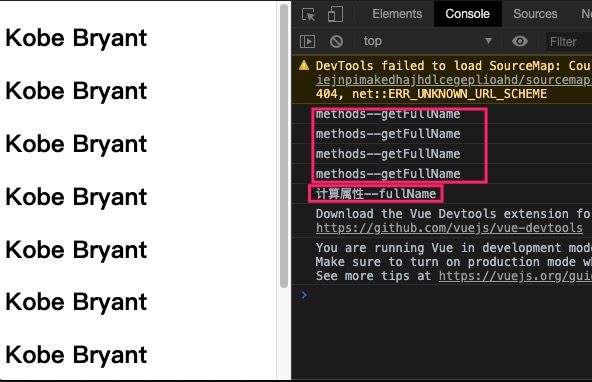 Kobe Bryant
Kobe Bryant
Kobe Bryant
Kobe Bryant
Kobe Bryant
Kobe Bryant
Kobe Bryant
Elements Console Sources Ne
top Filter
DevTools failed to load SourceMap: Cou
iejnpimakedhajhdlcegeplioahd/sourcemaps
404, net::ERR_UNKNOWN_URL_SCHEME
methods--getFullName
methods--getFullName
methods--getFullName
methods--getFullName
计算属性--fullName
Download the Vue Devtools extension fo
https://github.com/vuejs/vue-devtools
You are running Vue in development mode
Make sure to turn on production mode wh
See more tips at https://vuejs.org/guid